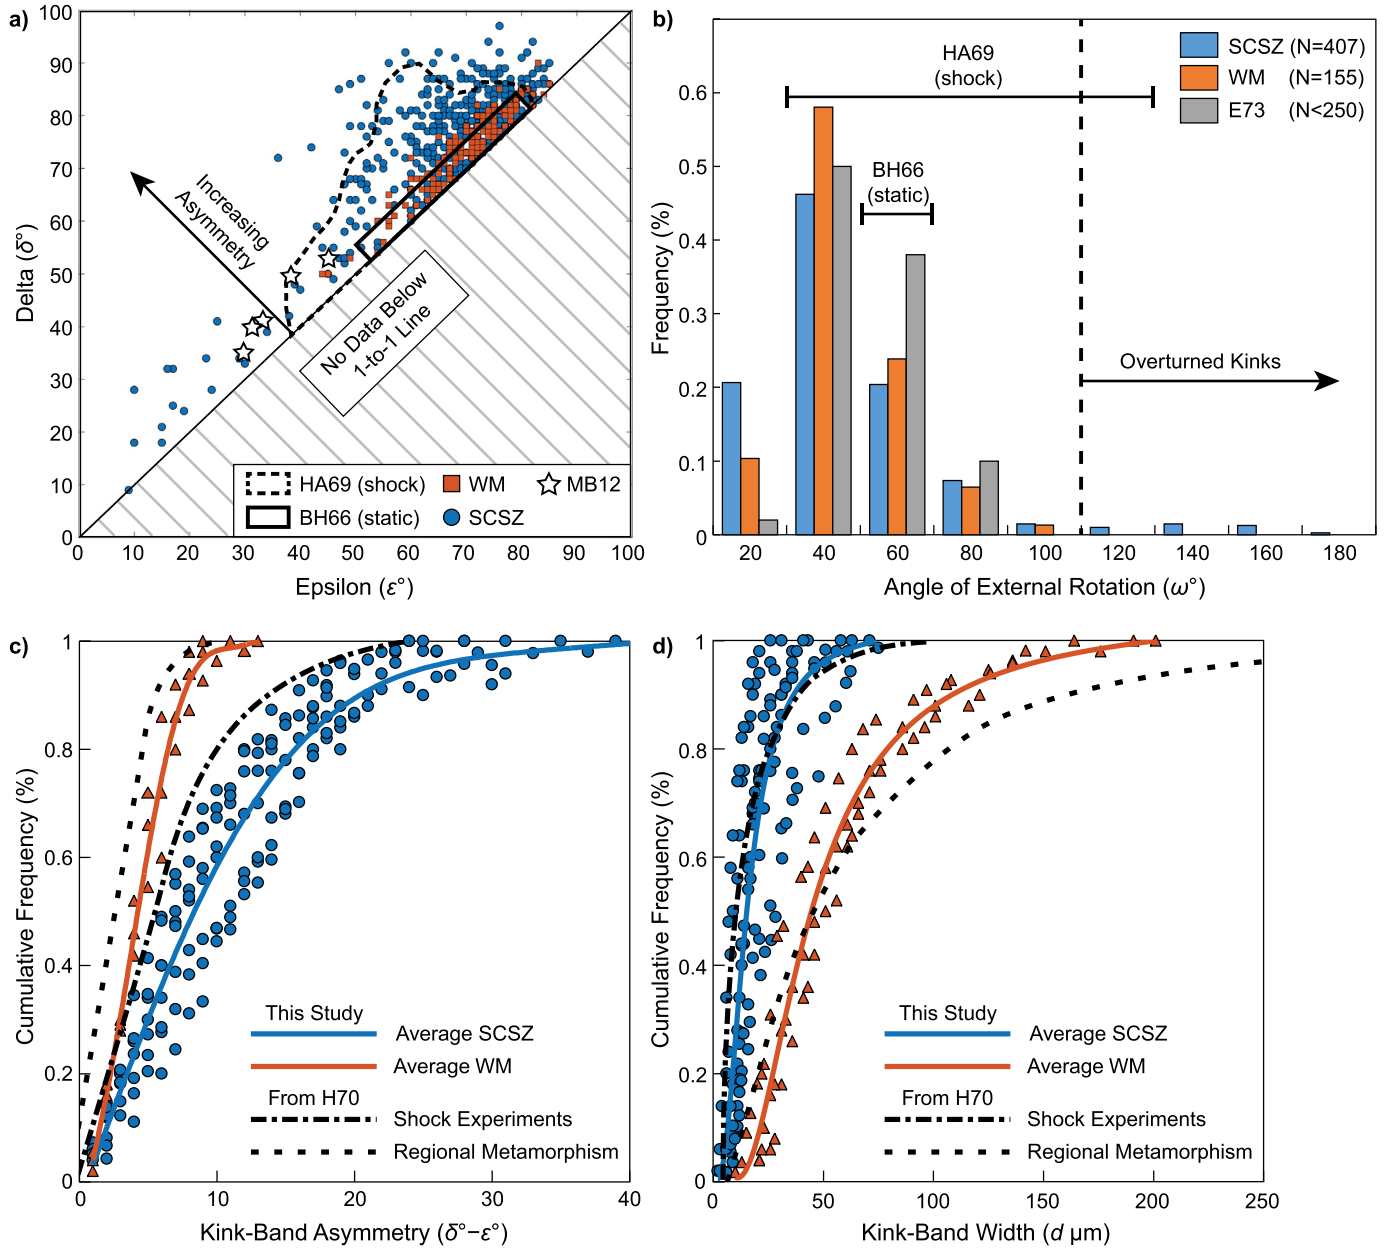 a)
100
90
80
70
60
50
40
30
20
10
0
Delta (δ°)
0
10
20
30
40
50
60
70
80
90
100
Epsilon (ε°)
Increasing
Asymmetry
No Data Below
1-to-1 Line
HA69 (shock)
WM
MB12
BH66 (static)
SCSZ
b)
0.6
0.5
0.4
0.3
0.2
0.1
0
Frequency (%)
20
40
60
80
100
120
140
160
180
Angle of External Rotation (ω°)
HA69
(shock)
BH66
(static)
SCSZ (N=407)
WM (N=155)
E73 (N<250)
Overturned Kinks
c)
1
0.8
0.6
0.4
0.2
0
Cumulative Frequency (%)
0
10
20
30
40
Kink-Band Asymmetry (δ°−ε°)
This Study
Average SCSZ
Average WM
From H70
Shock Experiments
Regional Metamorphism
d)
1
0.8
0.6
0.4
0.2
0
Cumulative Frequency (%)
0
50
100
150
200
250
Kink-Band Width (d μm)
This Study
Average SCSZ
Average WM
From H70
Shock Experiments
Regional Metamorphism